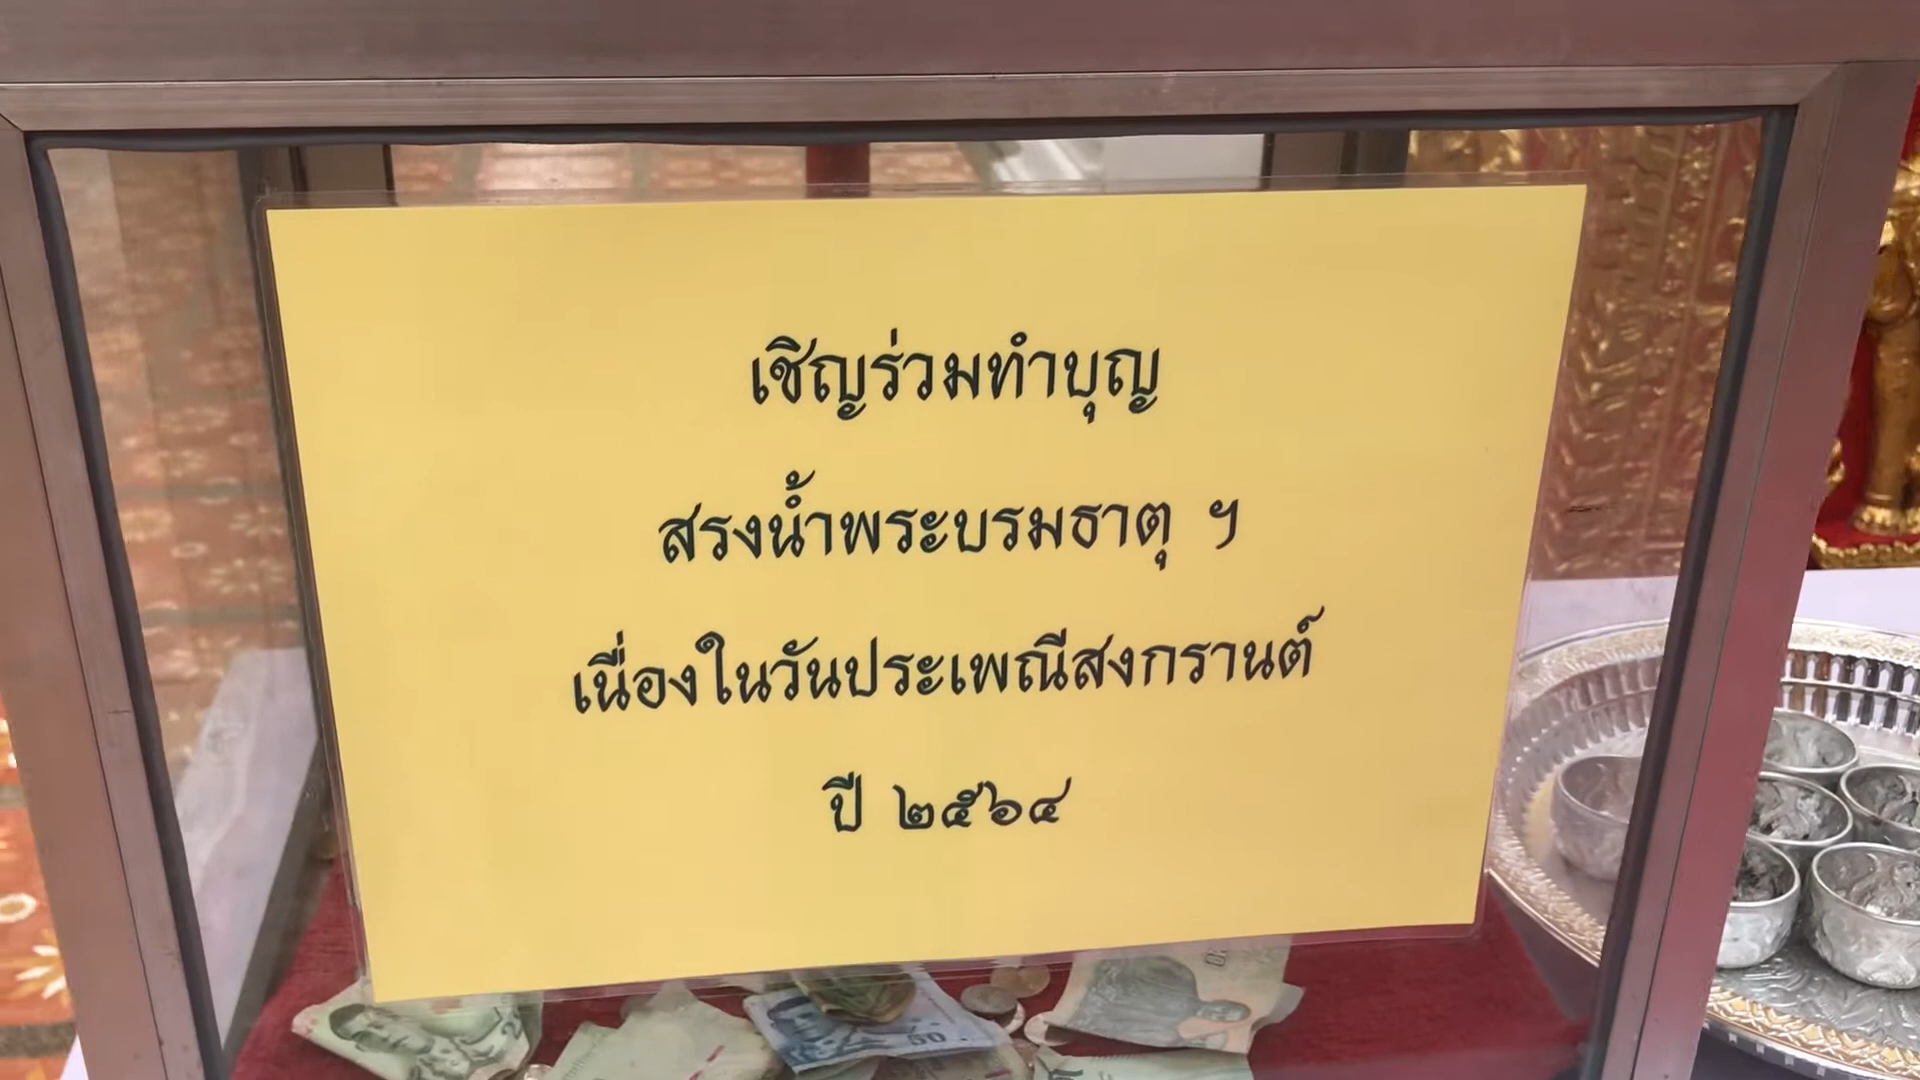 เชิญร่วมทำบุญ
สรงน้ำพระบรมธาตุ ฯ
เนื่องในวันประเพณีสงกรานต์
ปี ๒๕๖๔
50